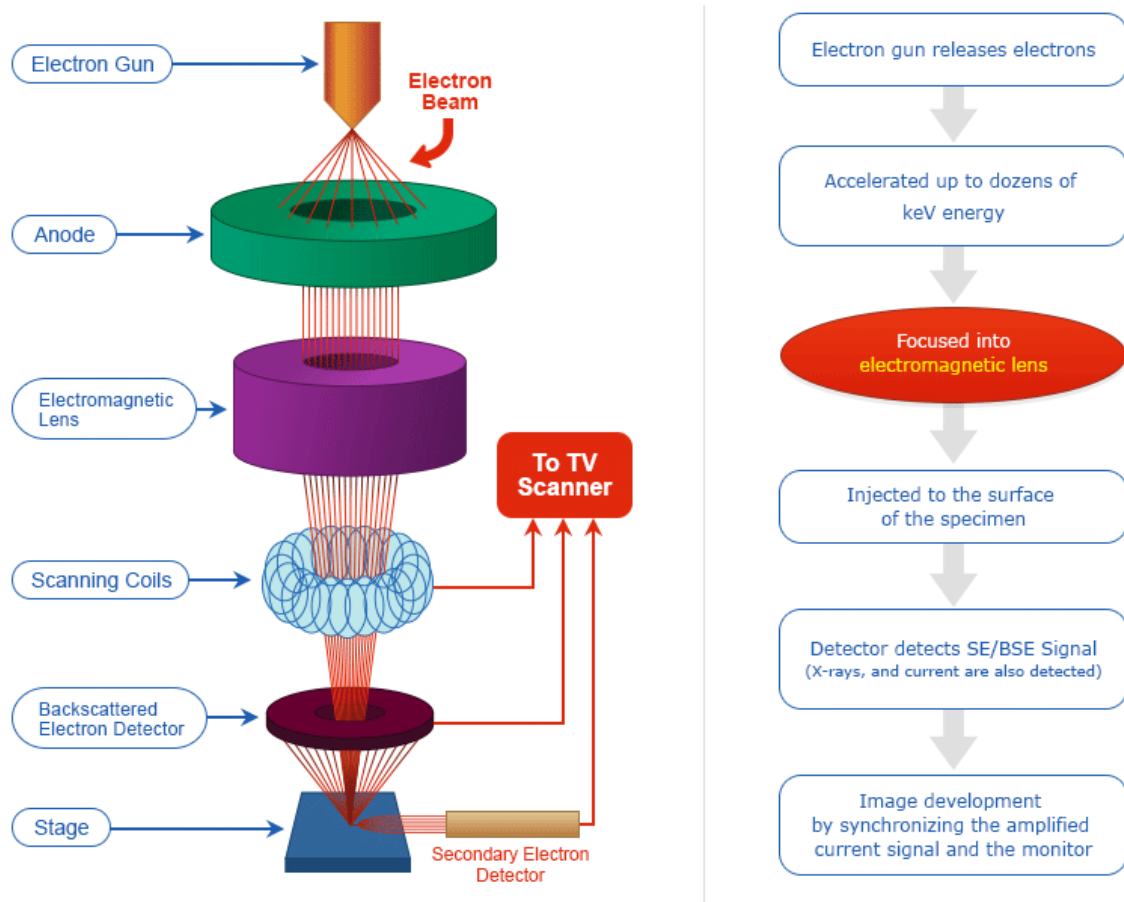 Electron Gun
Electron
Beam
Anode
Electromagnetic
Lens
To TV
Scanner
Scanning Coils
Backscattered
Electron Detector
Stage
Secondary Electron
Detector
Electron gun releases electrons
Accelerated up to dozens of
keV energy
Focused into
electromagnetic lens
Injected to the surface
of the specimen
Detector detects SE/BSE Signal
(X-rays, and current are also detected)
Image development
by synchronizing the amplified
current signal and the monitor